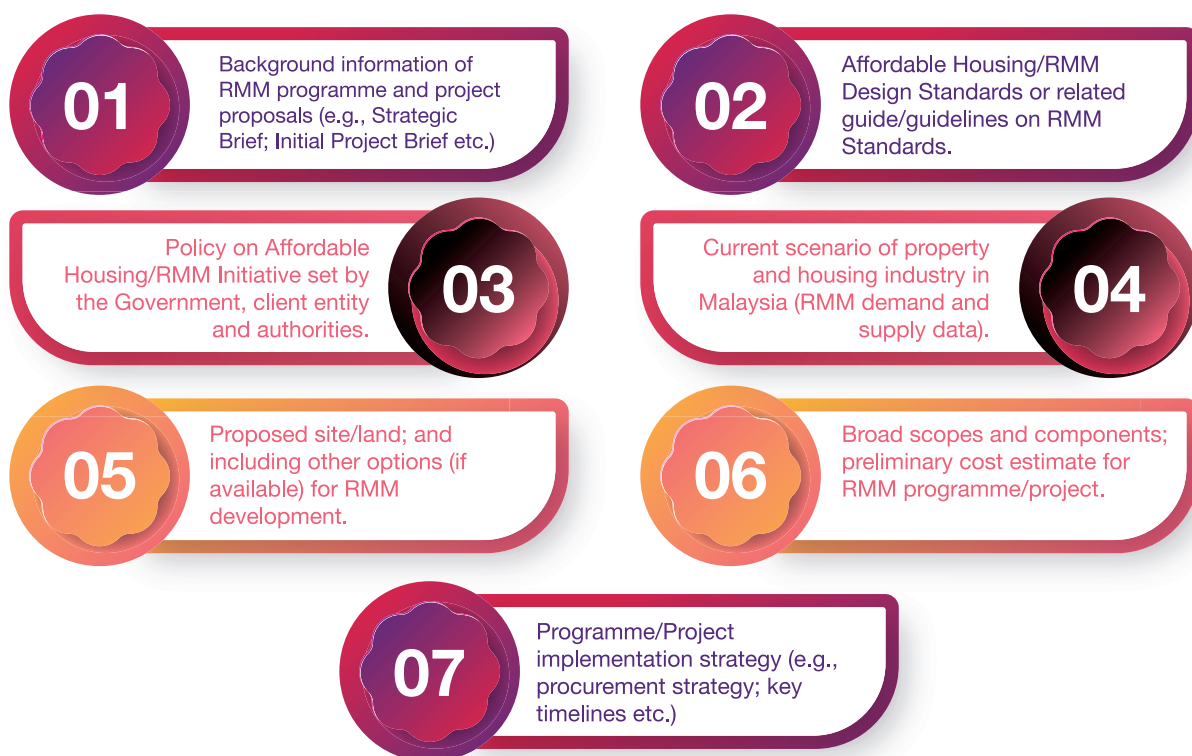 01
Background information of
RMM programme and project
proposals (e.g., Strategic
Brief; Initial Project Brief etc.)
02
Affordable Housing/RMM
Design Standards or related
guide/guidelines on RMM
Standards.
Policy on Affordable
Housing/RMM Initiative set by
the Government, client entity
and authorities.
03
Current scenario of property
and housing industry in
Malaysia (RMM demand and
supply data).
04
05
Proposed site/land; and
including other options (if
available) for RMM
development.
06
Broad scopes and components;
preliminary cost estimate for
RMM programme/project.
07
Programme/Project
implementation strategy (e.g.,
procurement strategy; key
timelines etc.)